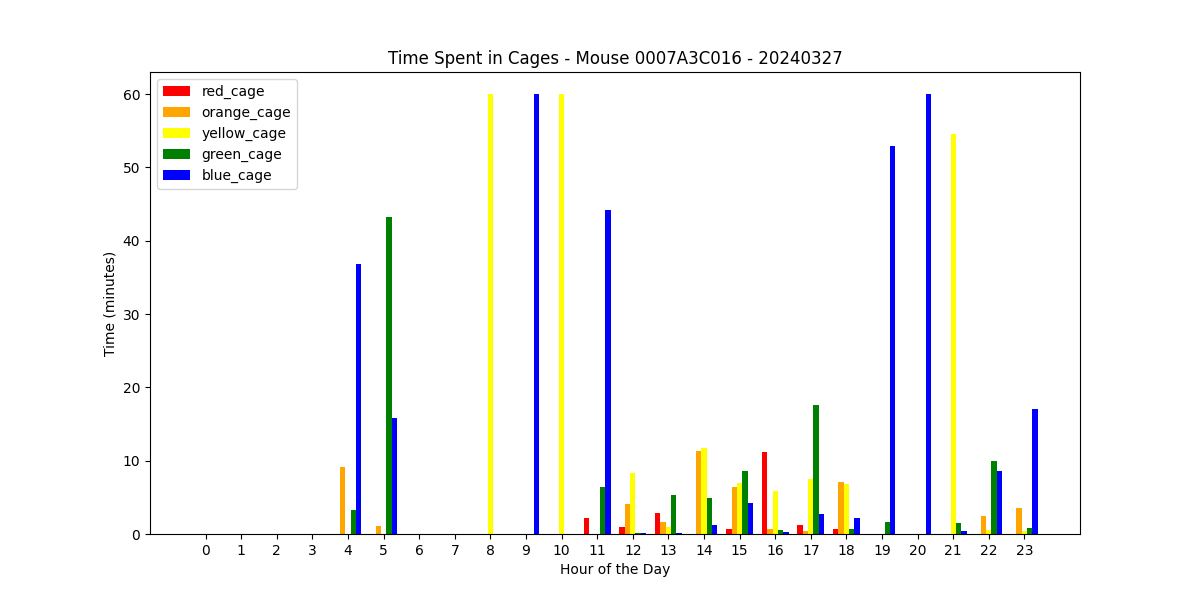 Time Spent in Cages - Mouse 0007A3C016 - 20240327
red_cage
orange_cage
yellow_cage
green_cage
blue_cage
60
50
40
30
20
10
0
Time (minutes)
0 1 2 3 4 5 6 7 8 9 10 11 12 13 14 15 16 17 18 19 20 21 22 23
Hour of the Day